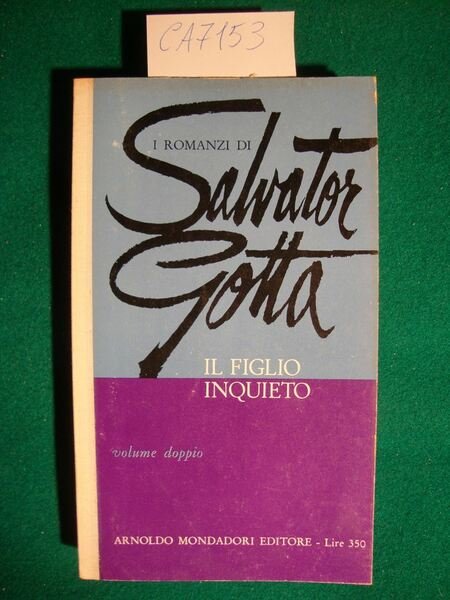 CA7153
I ROMANZI DI
Salvator
Gotta
IL FIGLIO
INQUIETO
volume doppio
ARNOLDO MONDADORI EDITORE - Lire 350